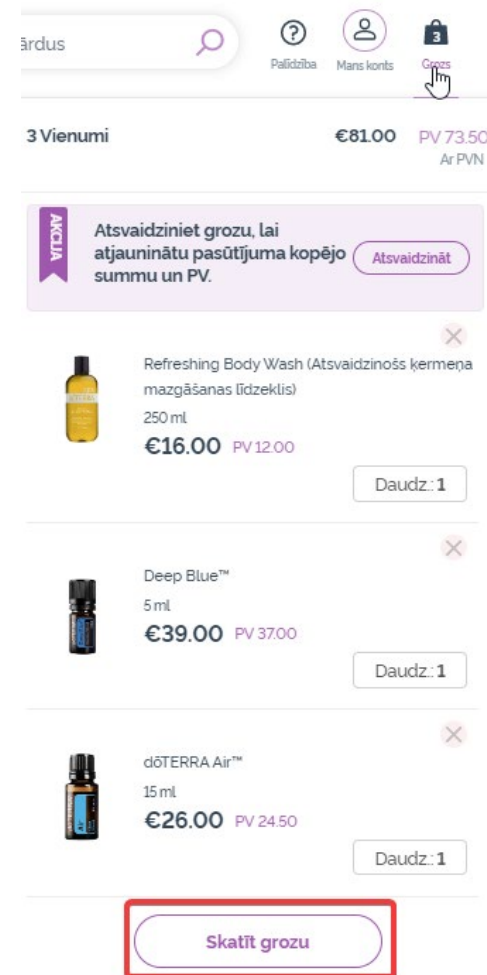 ārdus
3
Palīdzība Mans konts Grozs
3 Vienumi €81.00 PV 73.50
Ar PVN
AKCIJA
Atsvaidziniet grozu, lai
atjauninātu pasūtījuma kopējo
summu un PV.
Atsvaidzināt
Refreshing Body Wash (Atsvaidzinošs ķermeņa
mazgāšanas līdzeklis)
250 ml
€16.00 PV 12.00
Daudz.: 1
Deep Blue™
5 ml
€39.00 PV 37.00
Daudz.: 1
dōTERRA Air™
15 ml
€26.00 PV 24.50
Daudz.: 1
Skatīt grozu